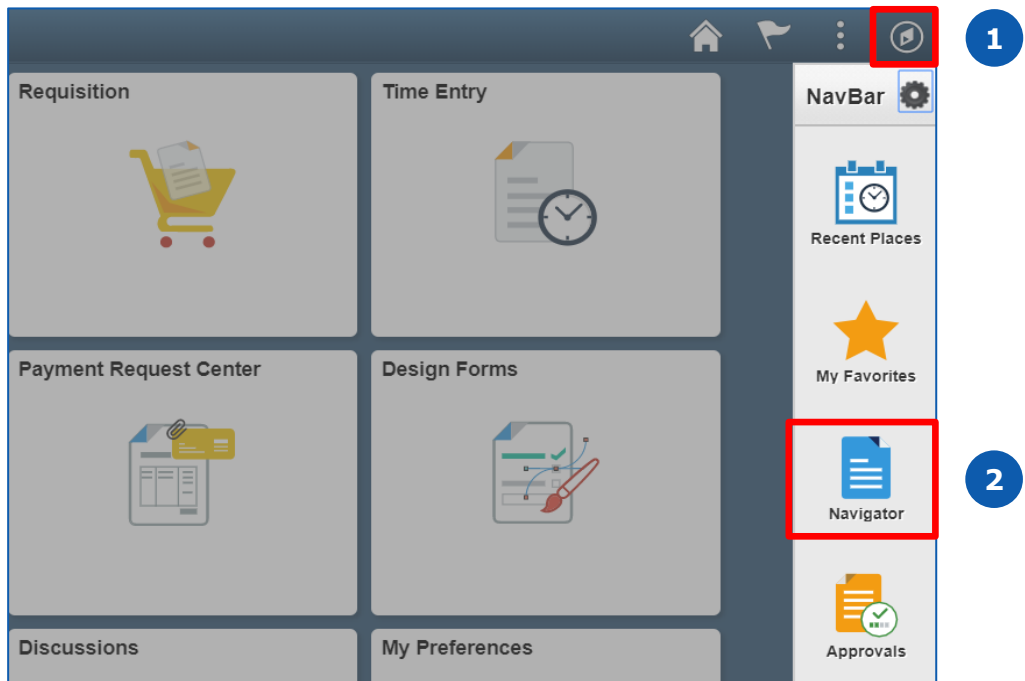 1
Requisition
Time Entry
NavBar
Recent Places
My Favorites
Payment Request Center
Design Forms
Navigator
2
Discussions
My Preferences
Approvals